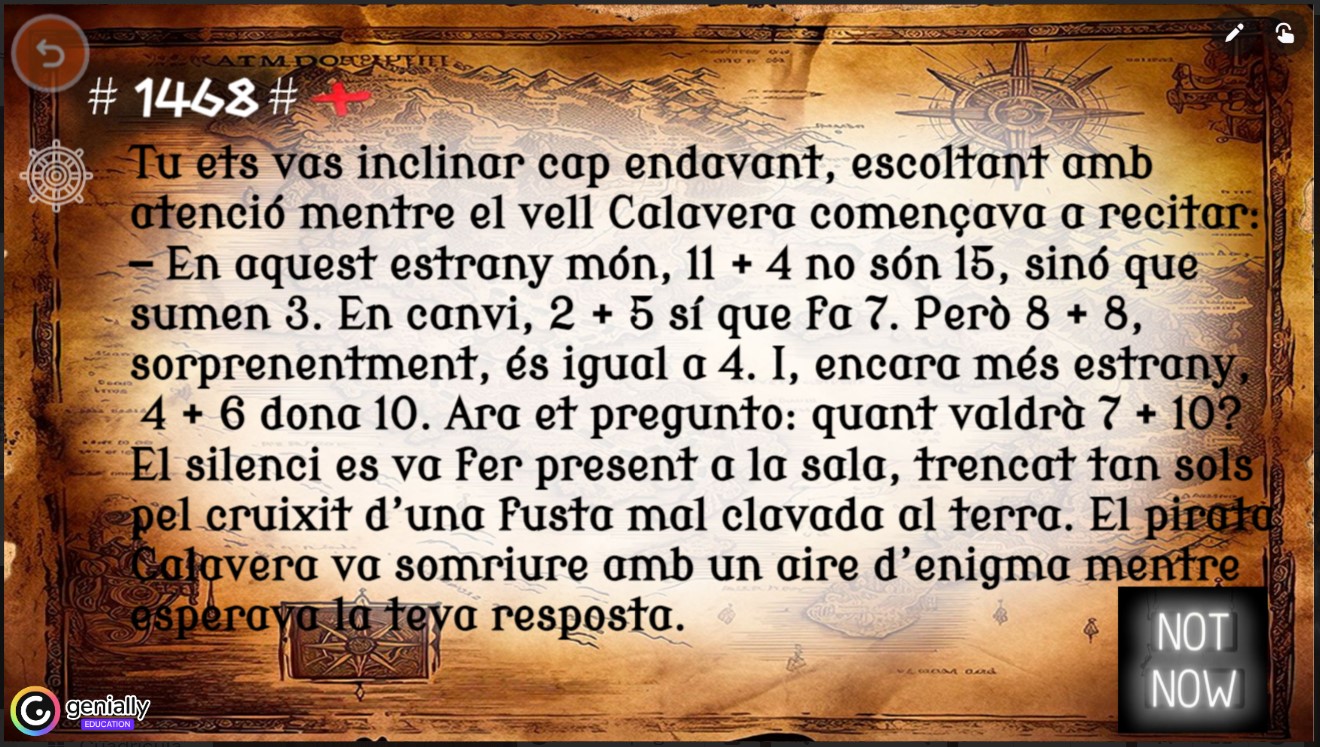 # 1468 #
Tu ets vas inclinar cap endavant, escoltant amb
atenció mentre el vell Calavera començava a recitar:
– En aquest estrany món, 11 + 4 no són 15, sinó que
sumen 3. En canvi, 2 + 5 sí que fa 7. Però 8 + 8,
sorprenentment, és igual a 4. I, encara més estrany,
4 + 6 dona 10. Ara et pregunto: quant valdrà 7 + 10?
El silenci es va fer present a la sala, trencat tan sols
pel cruixit d’una fusta mal clavada al terra. El pirata
Calavera va somriure amb un aire d’enigma mentre
esperava la teva resposta.
NOT
NOW
genially
EDUCATION